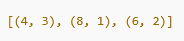 [(4, 3), (8, 1), (6, 2)]